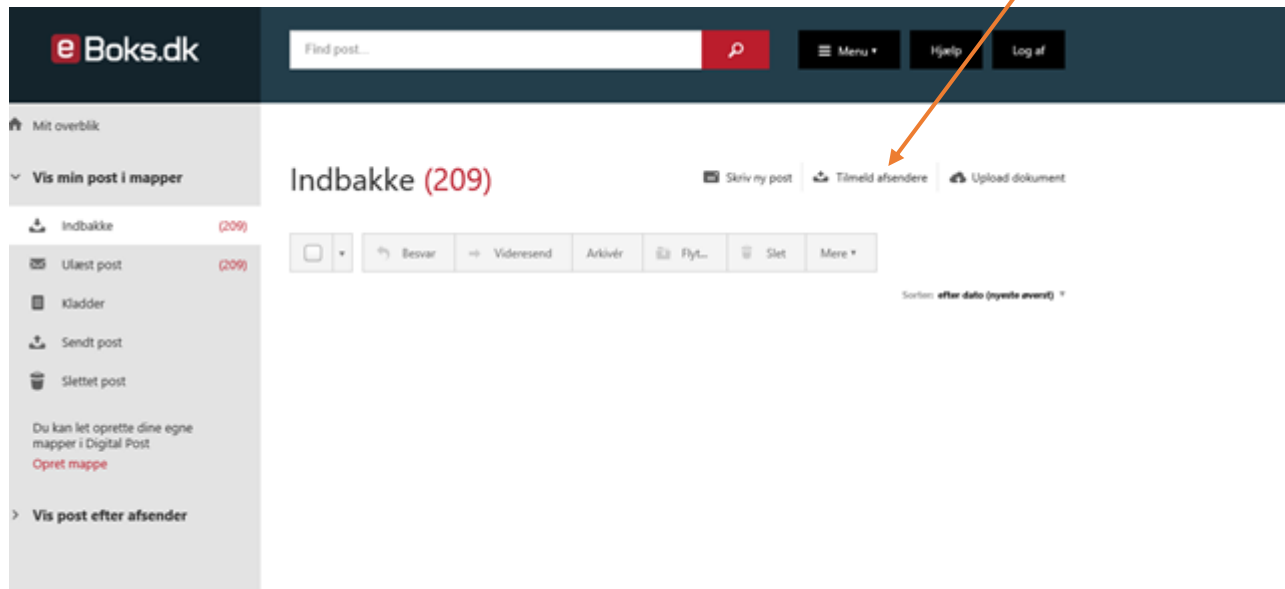 e Boks.dk
Find post...
Menu
Hjælp
Log af
Mit overblik
Vis min post i mapper
Indbakke (209)
Ulæst post (209)
Kladder
Sendt post
Slettet post
Du kan let oprette dine egne
mapper i Digital Post
Opret mappe
Vis post efter afsender
Indbakke (209)
Skriv ny post
Tilmeld afsendere
Upload dokument
Besvar
Videresend
Arkivér
Flyt...
Slet
Mere
Sortér: efter dato (nyeste øverst)